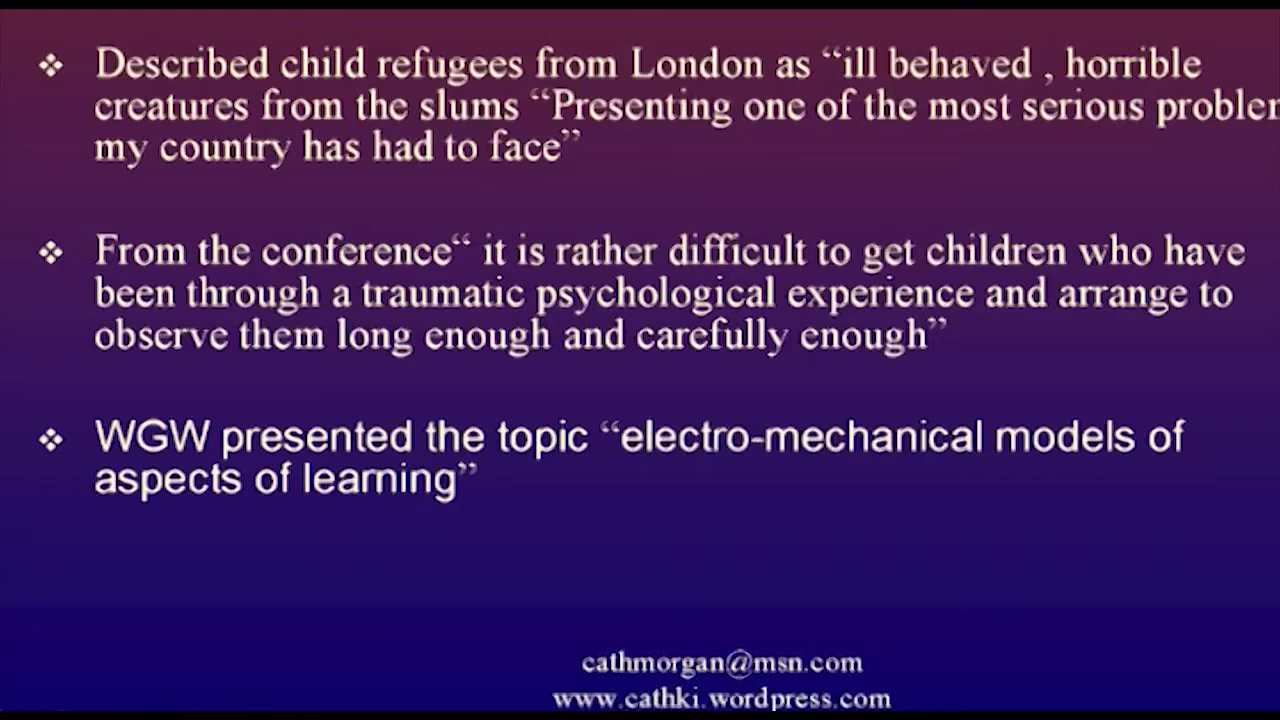 ❖ Described child refugees from London as “ill behaved , horrible
creatures from the slums “Presenting one of the most serious
my country has had to face”
❖ From the conference“ it is rather difficult to get children who have
been through a traumatic psychological experience and arrange to
observe them long enough and carefully enough”
❖ WGW presented the topic “electro-mechanical models of
aspects of learning”
cathmorgan@msn.com
www.cathki.wordpress.com